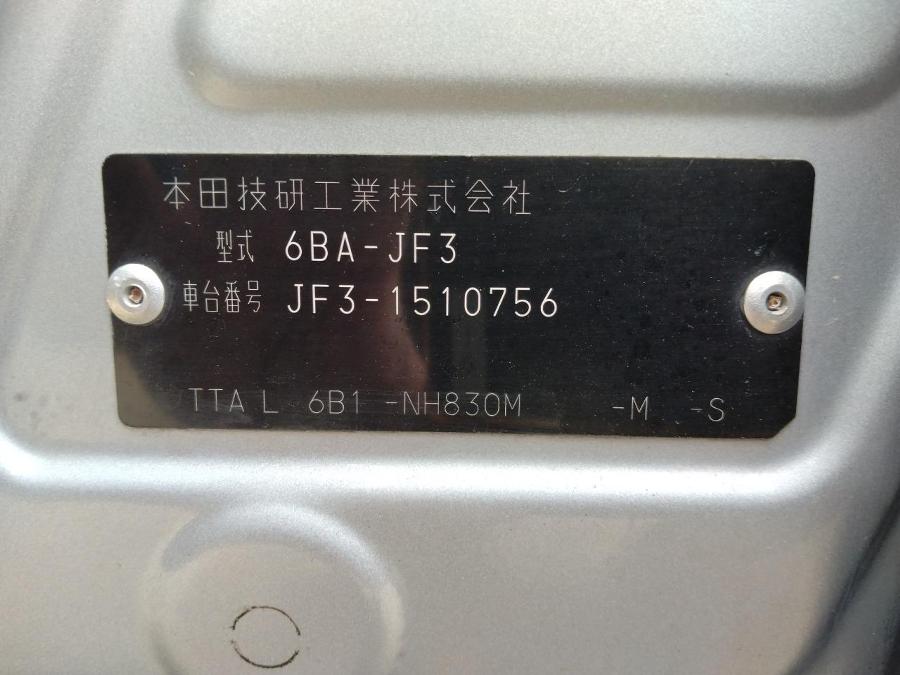 本田技研工業株式会社
型式 6BA-JF3
車台番号 JF3-1510756
TTA L 6B1 -NH830M -M -S